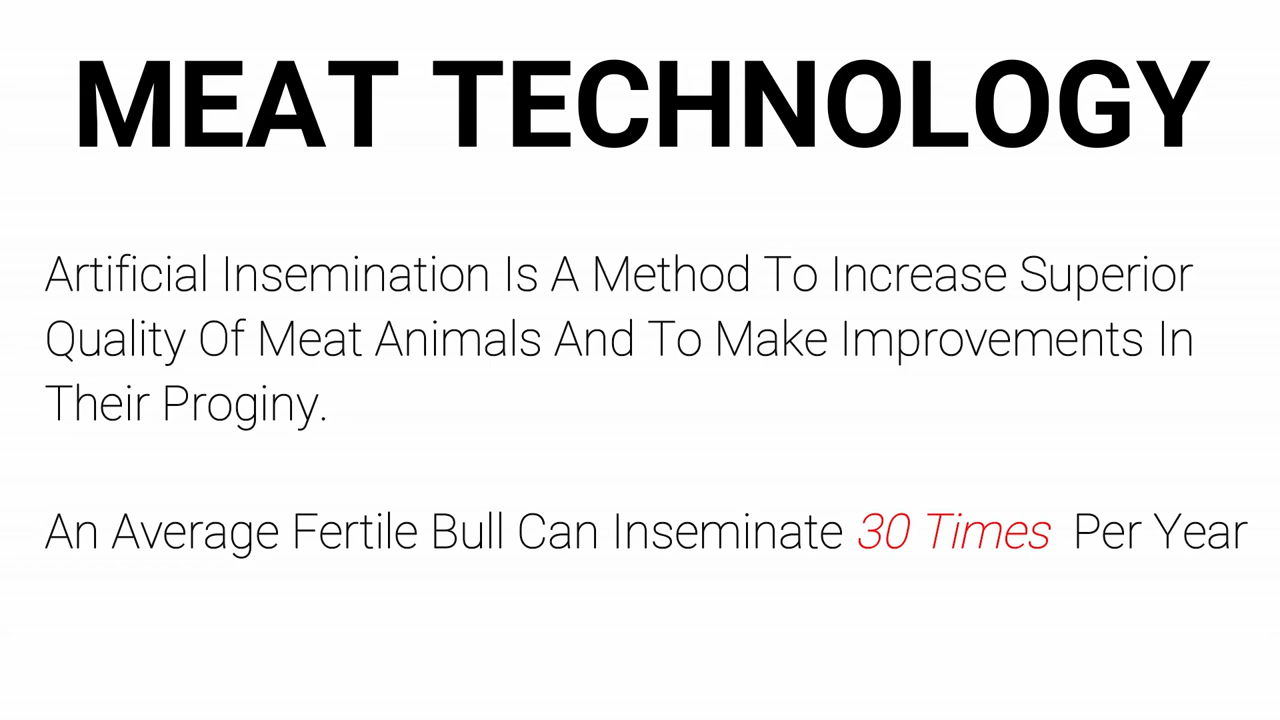 MEAT TECHNOLOGY
Artificial Insemination Is A Method To Increase Superior
Quality Of Meat Animals And To Make Improvements In
Their Proginy.
An Average Fertile Bull Can Inseminate 30 Times Per Year